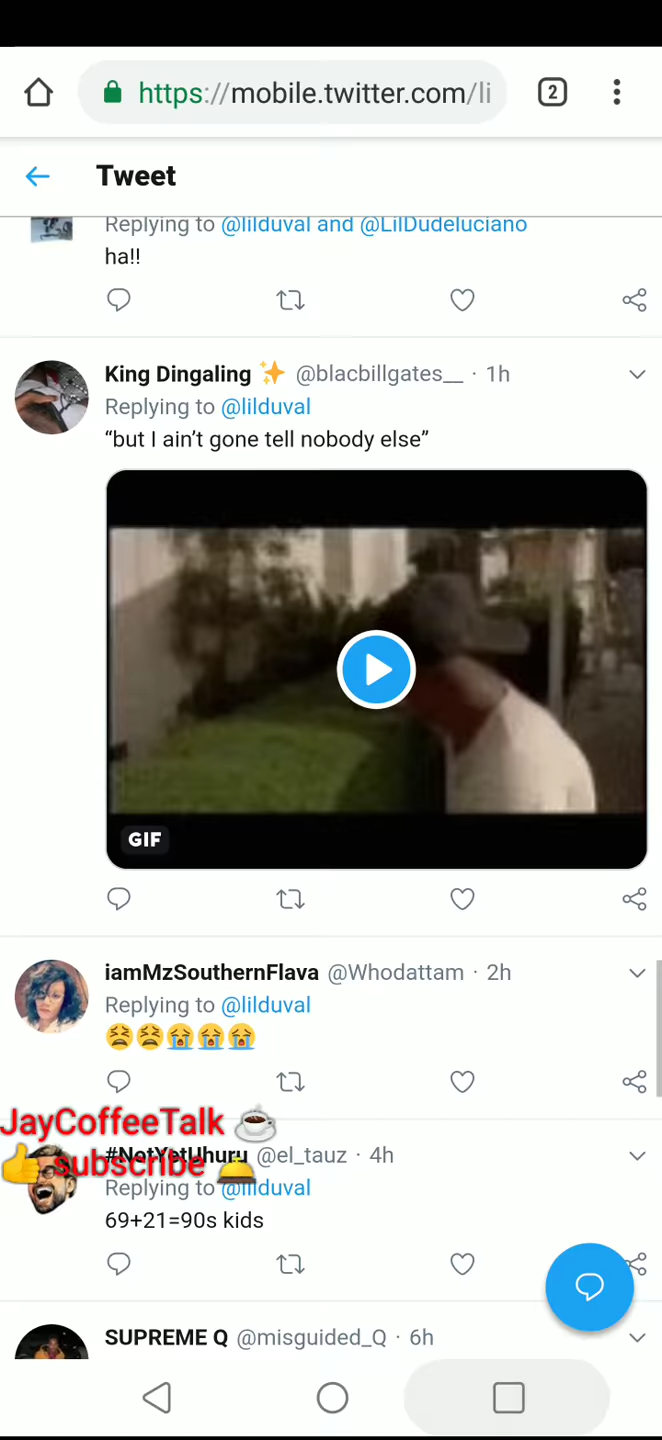 https://mobile.twitter.com/li
2
Tweet
Replying to @lilduval and @LilDudeluciano
ha!!
King Dingaling ✨ @blacbillgates__ · 1h
Replying to @lilduval
“but I ain’t gone tell nobody else”
GIF
iamMzSouthernFlava @Whodattam · 2h
Replying to @lilduval
😫😫😭😭😭
JayCoffeeTalk ☕
#NotYetUhuru @el_tauz · 4h
👍subscribe🛎️
Replying to @lilduval
69+21=90s kids
SUPREME Q @misguided_Q · 6h